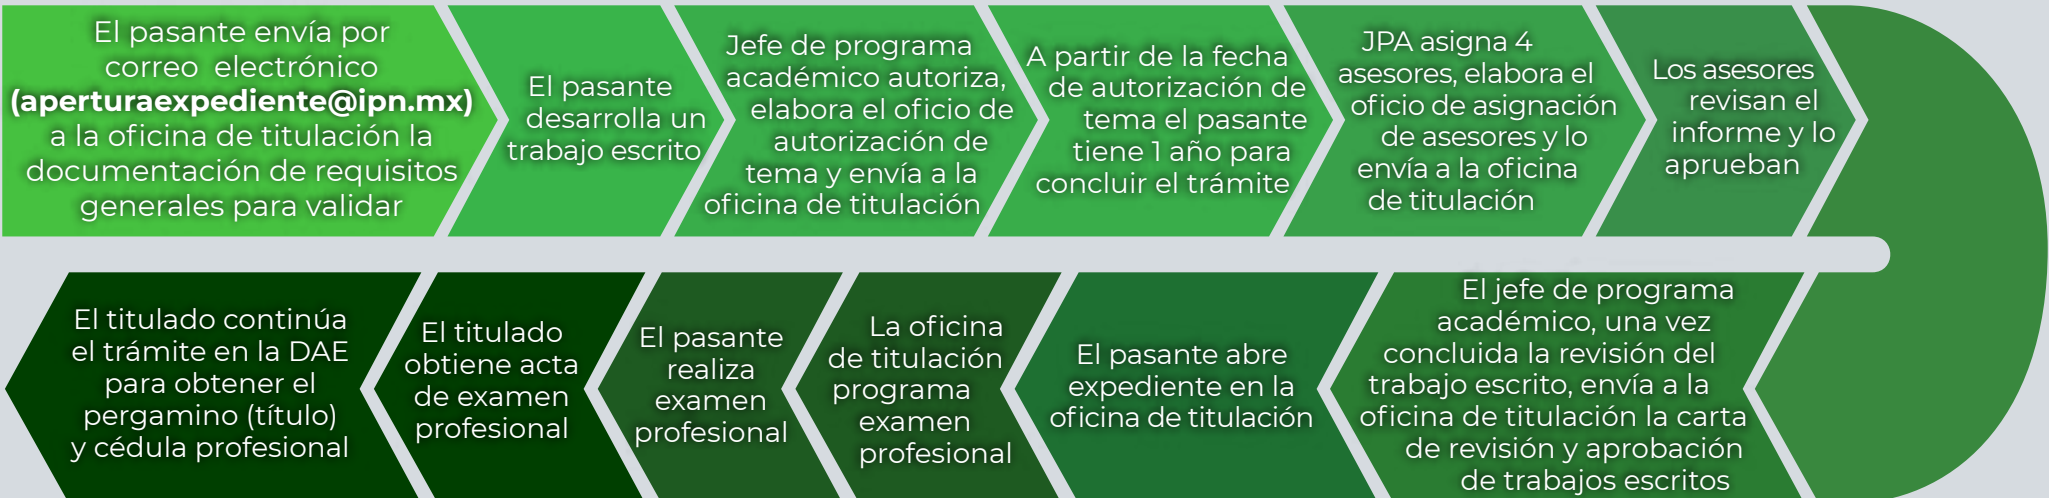 El pasante envía por
correo electrónico
(aperturaexpediente@ipn.mx)
a la oficina de titulación la
documentación de requisitos
generales para validar
El pasante
desarrolla un
trabajo escrito
Jefe de programa
académico autoriza,
elabora el oficio de
autorización de
tema y envía a la
oficina de titulación
A partir de la fecha
de autorización de
tema el pasante
tiene 1 año para
concluir el trámite
JPA asigna 4
asesores, elabora el
oficio de asignación
de asesores y lo
envía a la oficina
de titulación
Los asesores
revisan el
informe y lo
aprueban
El jefe de programa
académico, una vez
concluida la revisión del
trabajo escrito, envía a la
oficina de titulación la carta
de revisión y aprobación
de trabajos escritos
El pasante abre
expediente en la
oficina de titulación
La oficina
de titulación
programa
examen
profesional
El pasante
realiza
examen
profesional
El titulado
obtiene acta
de examen
profesional
El titulado continúa
el trámite en la DAE
para obtener el
pergamino (título)
y cédula profesional